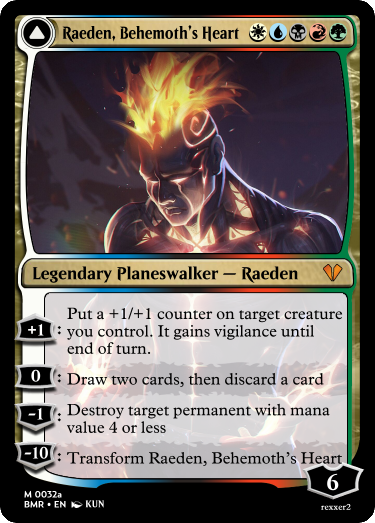 Raeden, Behemoth's Heart
Legendary Planeswalker — Raeden
+1: Put a +1/+1 counter on target creature
you control. It gains vigilance until
end of turn.
0: Draw two cards, then discard a card
-1: Destroy target permanent with mana
value 4 or less
-10: Transform Raeden, Behemoth's Heart
6
M 0032a
BMR • EN KUN
rexxer2